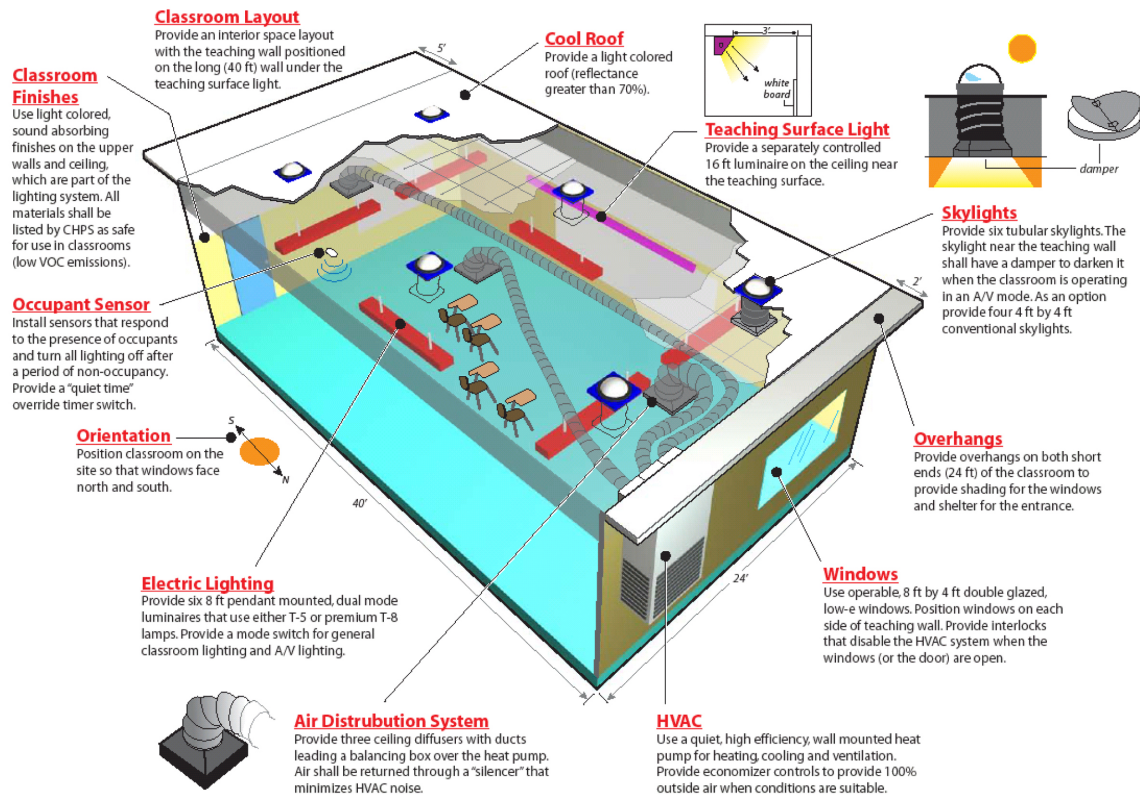 Classroom Layout
Provide an interior space layout
with the teaching wall positioned
on the long (40 ft) wall under the
teaching surface light.
5'
Cool Roof
Provide a light colored
roof (reflectance
greater than 70%).
3'
white
board
Classroom
Finishes
Use light colored,
sound absorbing
finishes on the upper
walls and ceiling,
which are part of the
lighting system. All
materials shall be
listed by CHPS as safe
for use in classrooms
(low VOC emissions).
Teaching Surface Light
Provide a separately controlled
16 ft luminaire on the ceiling near
the teaching surface.
damper
Skylights
Provide six tubular skylights. The
skylight near the teaching wall
shall have a damper to darken it
when the classroom is operating
in an A/V mode. As an option
provide four 4 ft by 4 ft
conventional skylights.
2'
Occupant Sensor
Install sensors that respond
to the presence of occupants
and turn all lighting off after
a period of non-occupancy.
Provide a "quiet time"
override timer switch.
Orientation
Position classroom on the
site so that windows face
north and south.
S
N
40'
24'
Overhangs
Provide overhangs on both short
ends (24 ft) of the classroom to
provide shading for the windows
and shelter for the entrance.
Electric Lighting
Provide six 8 ft pendant mounted, dual mode
luminaires that use either T-5 or premium T-8
lamps. Provide a mode switch for general
classroom lighting and A/V lighting.
Windows
Use operable, 8 ft by 4 ft double glazed,
low-e windows. Position windows on each
side of teaching wall. Provide interlocks
that disable the HVAC system when the
windows (or the door) are open.
Air Distrubution System
Provide three ceiling diffusers with ducts
leading a balancing box over the heat pump.
Air shall be returned through a "silencer" that
minimizes HVAC noise.
HVAC
Use a quiet, high efficiency, wall mounted heat
pump for heating, cooling and ventilation.
Provide economizer controls to provide 100%
outside air when conditions are suitable.